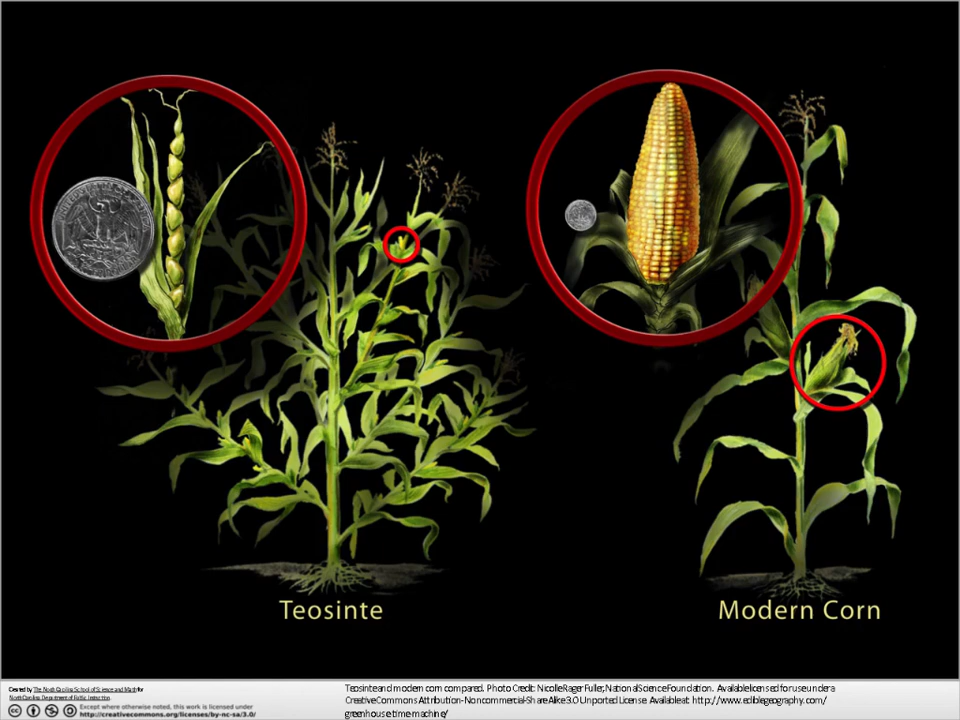 Teosinte
Modern Corn
Created by The North Carolina School of Science and Math for
North Carolina Department of Public Instruction
Except where otherwise noted, this work is licensed under
http://creativecommons.org/licenses/by-nc-sa/3.0/
Teosinte and modern corn compared. Photo Credit: Nicolle Rager Fuller, National Science Foundation. Available licensed for use under a
Creative Commons Attribution-Noncommercial-Share Alike 3.0 Unported License. Available at: http://www.ediblegeography.com/
greenhouse-time-machine/